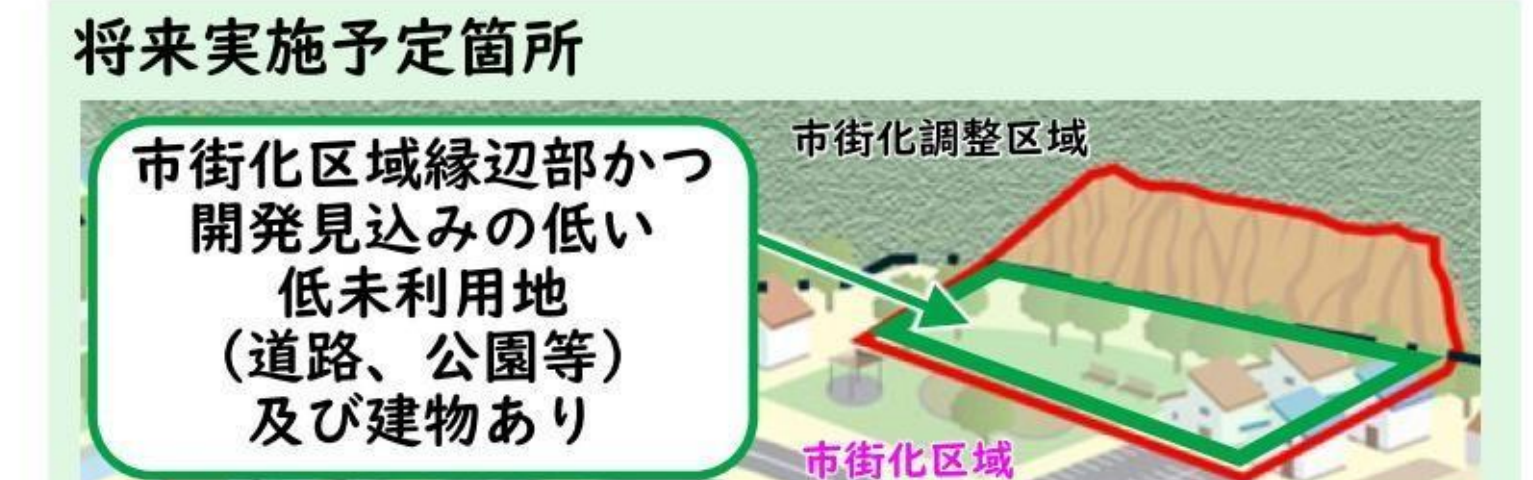 将来実施予定箇所
市街化区域縁辺部かつ
開発見込みの低い
低未利用地
（道路、公園等）
及び建物あり
市街化調整区域
市街化区域